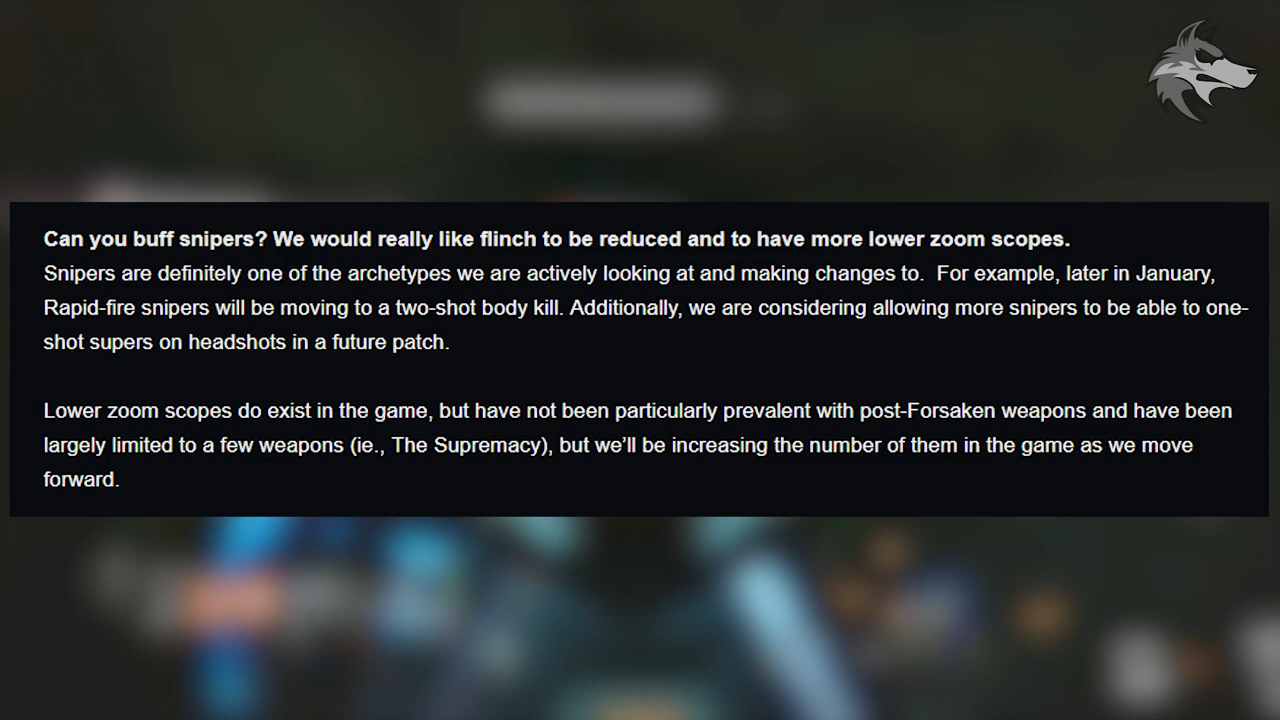 Can you buff snipers? We would really like flinch to be reduced and to have more lower zoom scopes.
Snipers are definitely one of the archetypes we are actively looking at and making changes to.  For example, later in January,
Rapid-fire snipers will be moving to a two-shot body kill. Additionally, we are considering allowing more snipers to be able to one-
shot supers on headshots in a future patch.
Lower zoom scopes do exist in the game, but have not been particularly prevalent with post-Forsaken weapons and have been
largely limited to a few weapons (ie., The Supremacy), but we’ll be increasing the number of them in the game as we move
forward.